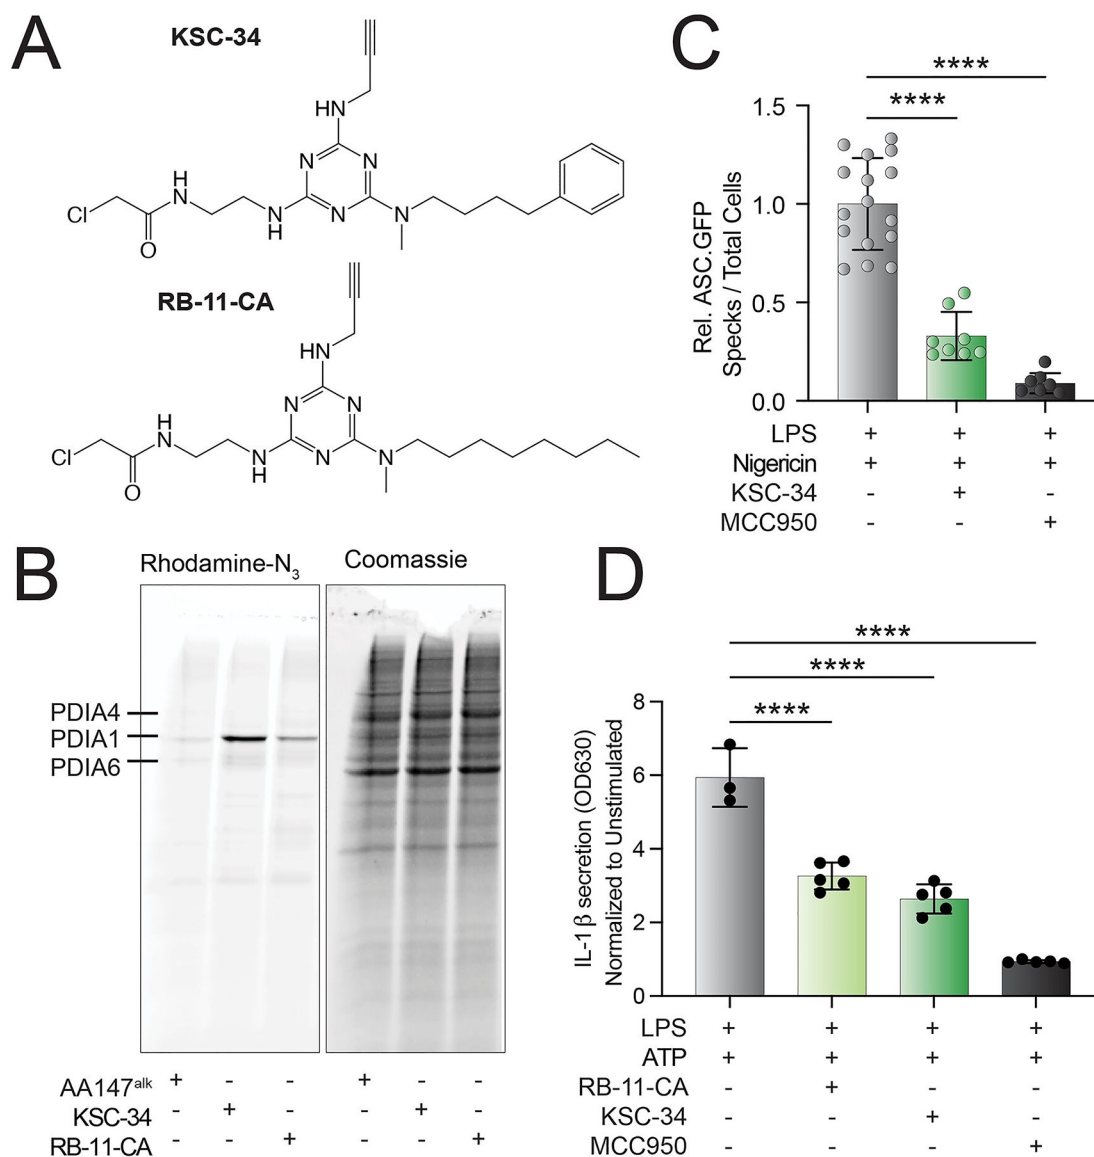 A
KSC-34
HN
N N
N
H
N
Cl
O
N
H
N
RB-11-CA
HN
N N
N
H
N
Cl
O
N
H
N
B
Rhodamine-N3
Coomassie
PDIA4
PDIA1
PDIA6
AA147alk + - - + - -
KSC-34 - + - - + -
RB-11-CA - - + - - +
C
****
****
Rel. ASC.GFP
Specks / Total Cells
1.5
1.0
0.5
0.0
LPS + + +
Nigericin + + +
KSC-34 - + -
MCC950 - - +
D
****
****
****
IL-1 β secretion (OD630)
Normalized to Unstimulated
8
6
4
2
0
LPS + + + +
ATP + + + +
RB-11-CA - + - -
KSC-34 - - + -
MCC950 - - - +